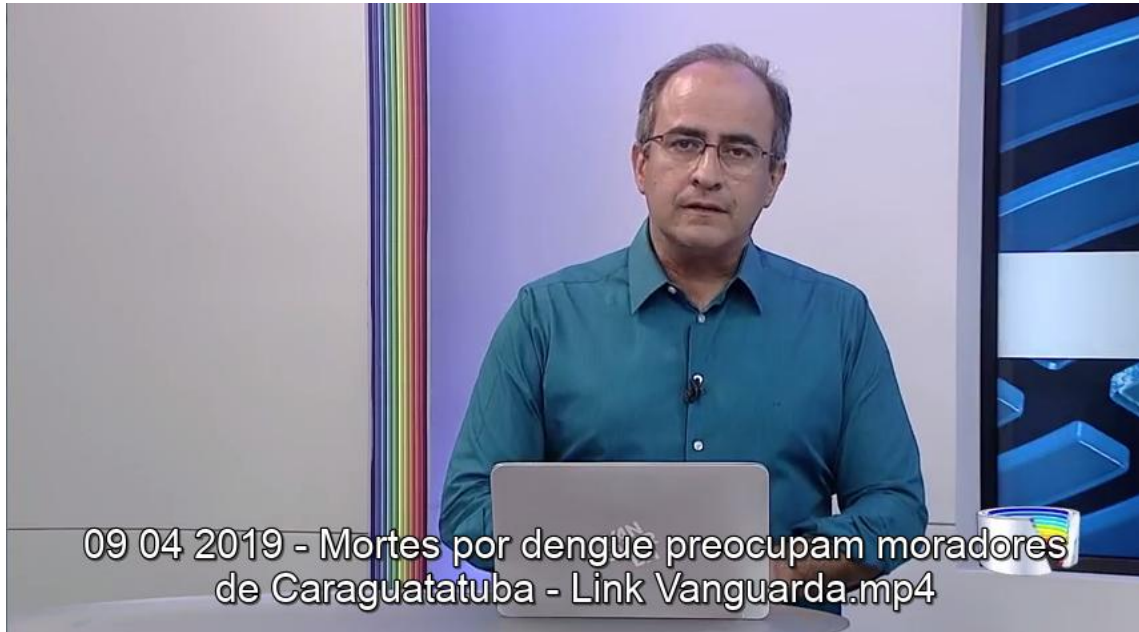 09 04 2019 - Mortes por dengue preocupam moradores
de Caraguatatuba - Link Vanguarda.mp4